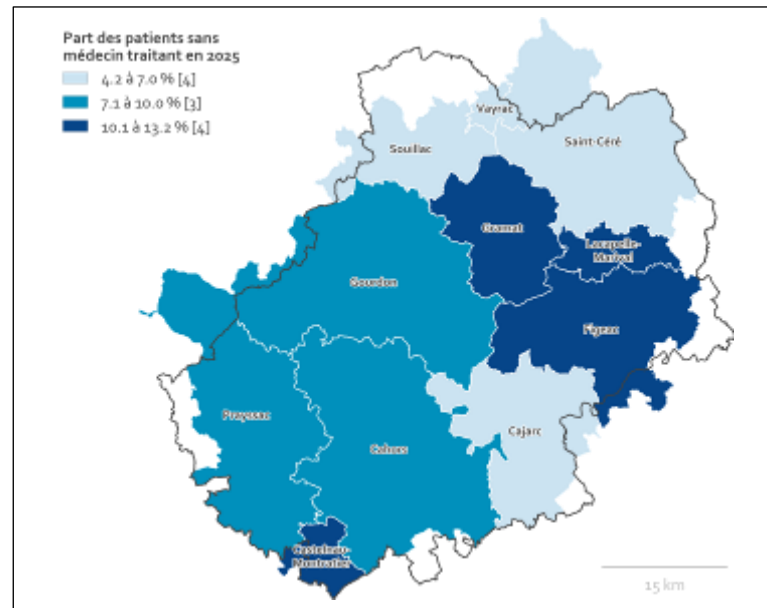 Part des patients sans
médecin traitant en 2025
4.2 à 7.0 % [4]
7.1 à 10.0 % [3]
10.1 à 13.2 % [4]
Vayrac
Souillac
Saint-Céré
Gramat
Lacapelle-
Marival
Gourdon
Figeac
Prayssac
Cahors
Cajarc
Castelnau-
Montratier
15 km